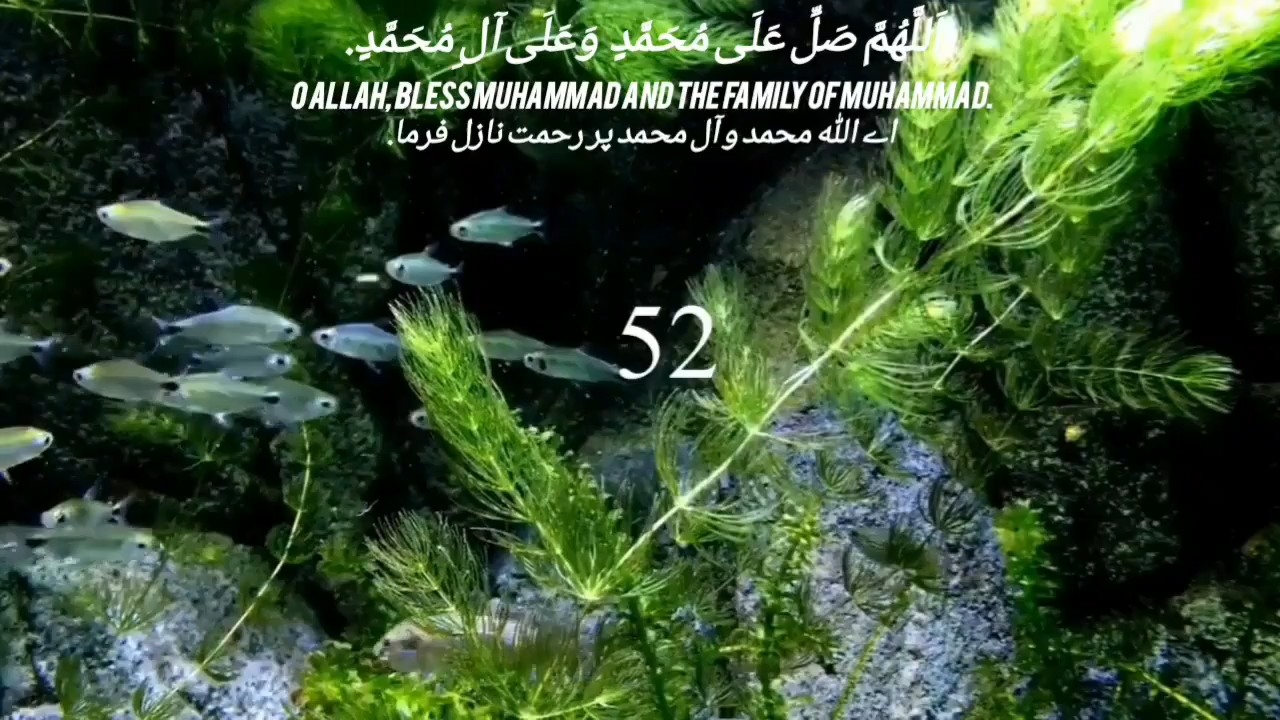 اَللَّهُمَّ صَلِّ عَلَى مُحَمَّدٍ وَعَلَى آلِ مُحَمَّدٍ.
O ALLAH, BLESS MUHAMMAD AND THE FAMILY OF MUHAMMAD.
اے اللہ محمد و آل محمد پر رحمت نازل فرما.
52